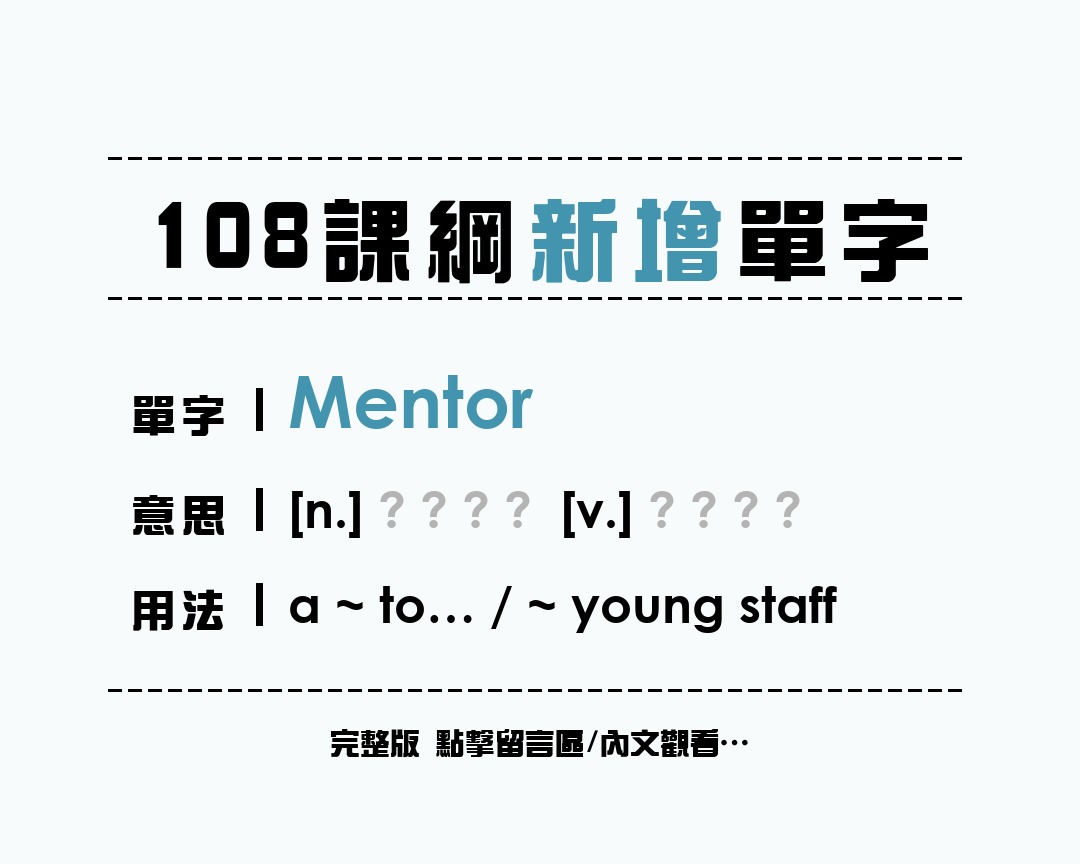 108課綱新增單字
單字 | Mentor
意思 | [n.] ???? [v.] ????
用法 | a ~ to... / ~ young staff
完整版 點擊留言區/內文觀看…